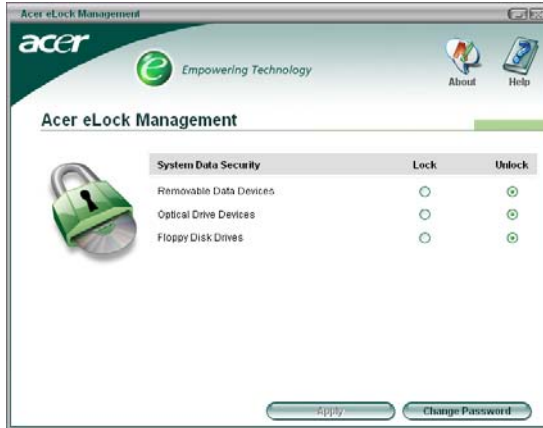 Acer eLock Management
acer
e Empowering Technology
About Help
Acer eLock Management
System Data Security Lock Unlock
Removable Data Devices
Optical Drive Devices
Floppy Disk Drives
Apply Change Password